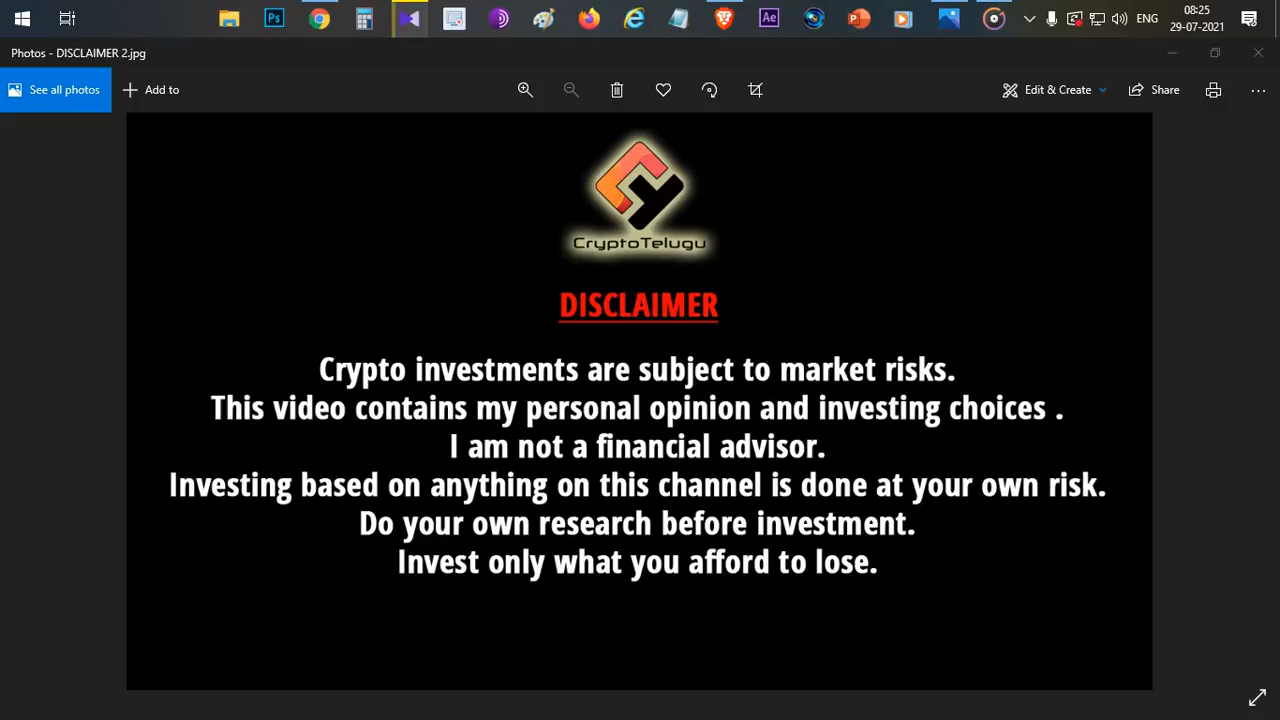 Ps
Ae
ENG
08:25
29-07-2021
Photos - DISCLAIMER 2.jpg
See all photos
Add to
Edit & Create
Share
CryptoTelugu
DISCLAIMER
Crypto investments are subject to market risks.
This video contains my personal opinion and investing choices .
I am not a financial advisor.
Investing based on anything on this channel is done at your own risk.
Do your own research before investment.
Invest only what you afford to lose.